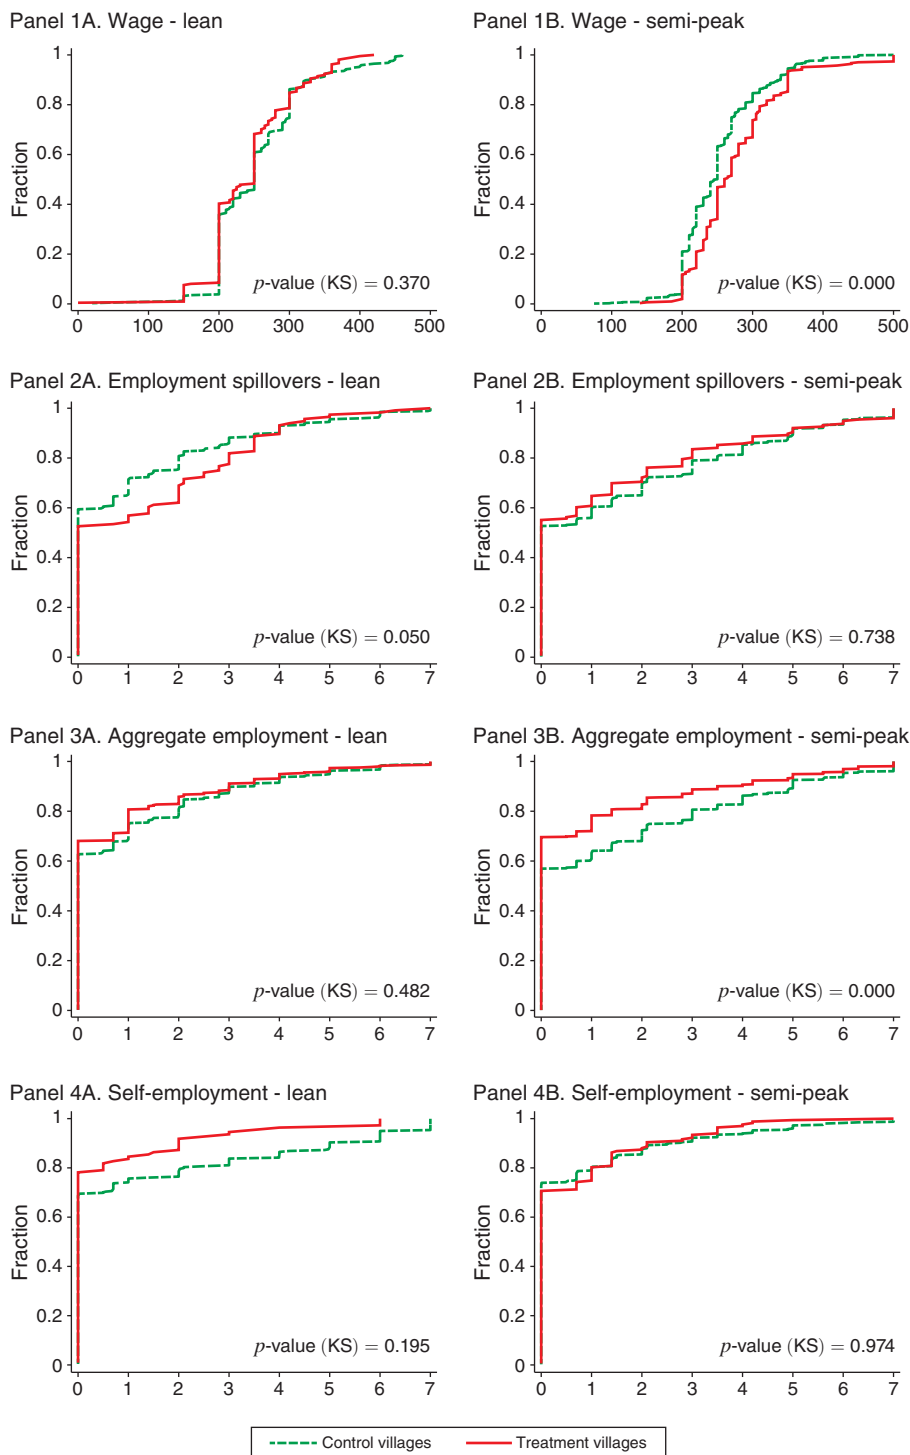 Panel 1A. Wage - lean
Fraction
1
0.8
0.6
0.4
0.2
0
p-value (KS) = 0.370
0 100 200 300 400 500
Panel 1B. Wage - semi-peak
Fraction
1
0.8
0.6
0.4
0.2
0
p-value (KS) = 0.000
0 100 200 300 400 500
Panel 2A. Employment spillovers - lean
Fraction
1
0.8
0.6
0.4
0.2
0
p-value (KS) = 0.050
0 1 2 3 4 5 6 7
Panel 2B. Employment spillovers - semi-peak
Fraction
1
0.8
0.6
0.4
0.2
0
p-value (KS) = 0.738
0 1 2 3 4 5 6 7
Panel 3A. Aggregate employment - lean
Fraction
1
0.8
0.6
0.4
0.2
0
p-value (KS) = 0.482
0 1 2 3 4 5 6 7
Panel 3B. Aggregate employment - semi-peak
Fraction
1
0.8
0.6
0.4
0.2
0
p-value (KS) = 0.000
0 1 2 3 4 5 6 7
Panel 4A. Self-employment - lean
Fraction
1
0.8
0.6
0.4
0.2
0
p-value (KS) = 0.195
0 1 2 3 4 5 6 7
Panel 4B. Self-employment - semi-peak
Fraction
1
0.8
0.6
0.4
0.2
0
p-value (KS) = 0.974
0 1 2 3 4 5 6 7
Control villages Treatment villages